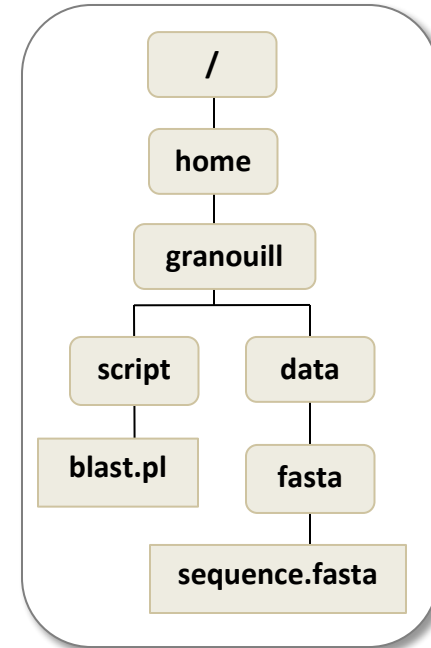 /
home
granouill
script data
blast.pl fasta
sequence.fasta